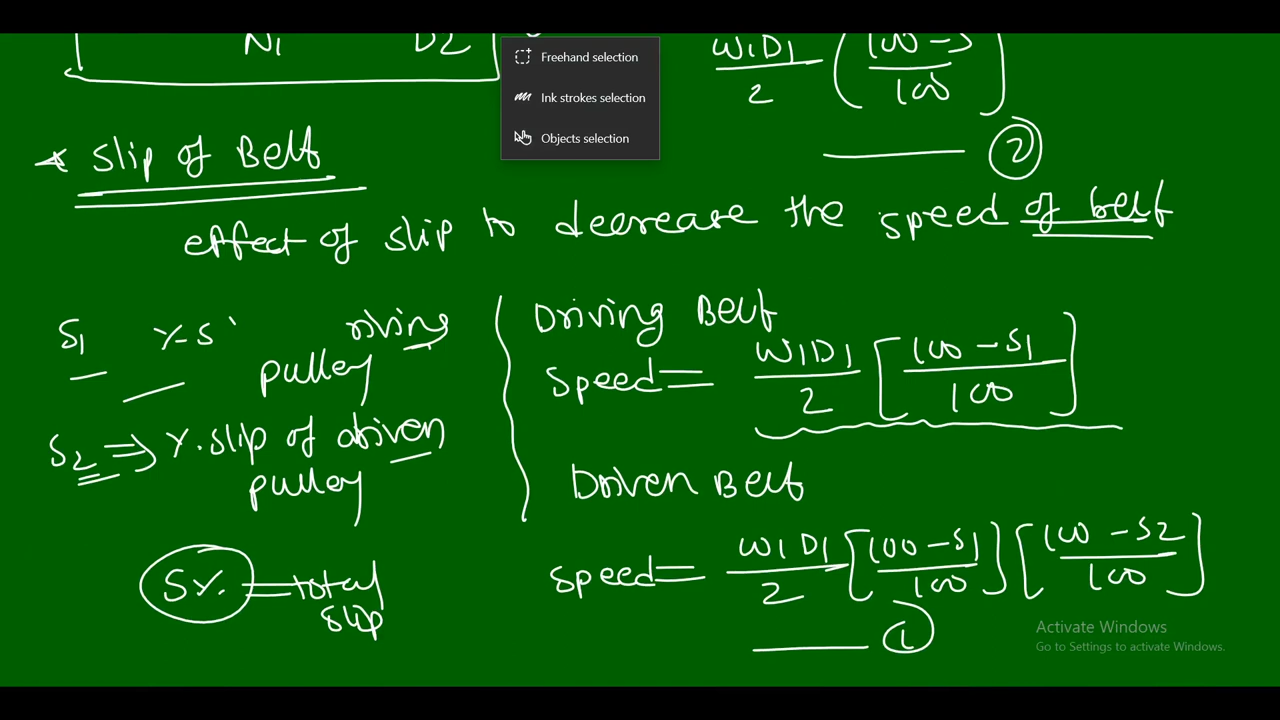 N1 D2
W1D1/2 (100-S/100)
②
Freehand selection
Ink strokes selection
Objects selection
* Slip of Belt
effect of slip to decrease the speed of belt
S1 %S' riving
pulley
S2 => %.slip of driven
pulley
S%. = total
slip
Driving Belt
Speed = W1D1/2 [100-S1/100]
Driven Belt
speed = W1D1/2 [100-S1/100] [100-S2/100]
①
Activate Windows
Go to Settings to activate Windows.